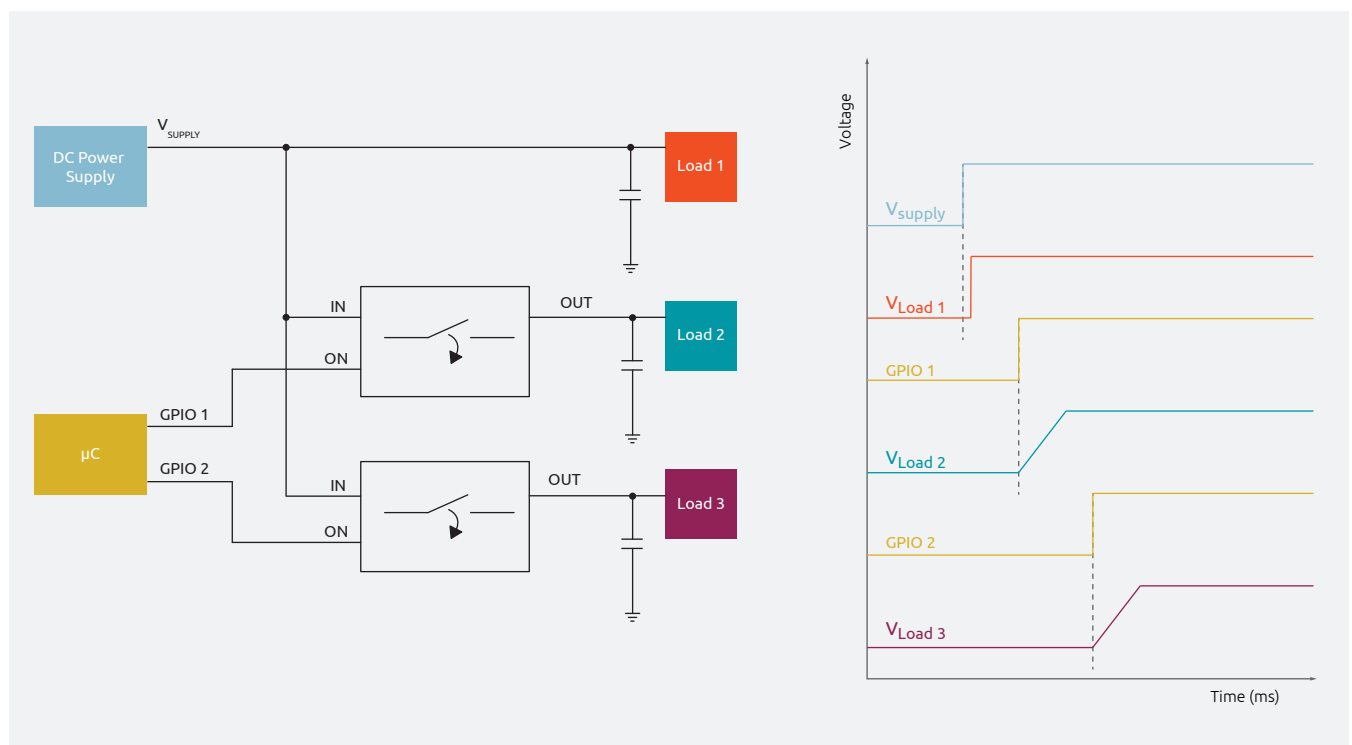 V SUPPLY
DC Power
Supply
Load 1
IN
OUT
ON
Load 2
GPIO 1
µC
GPIO 2
IN
OUT
ON
Load 3
Voltage
Vsupply
VLoad 1
GPIO 1
VLoad 2
GPIO 2
VLoad 3
Time (ms)